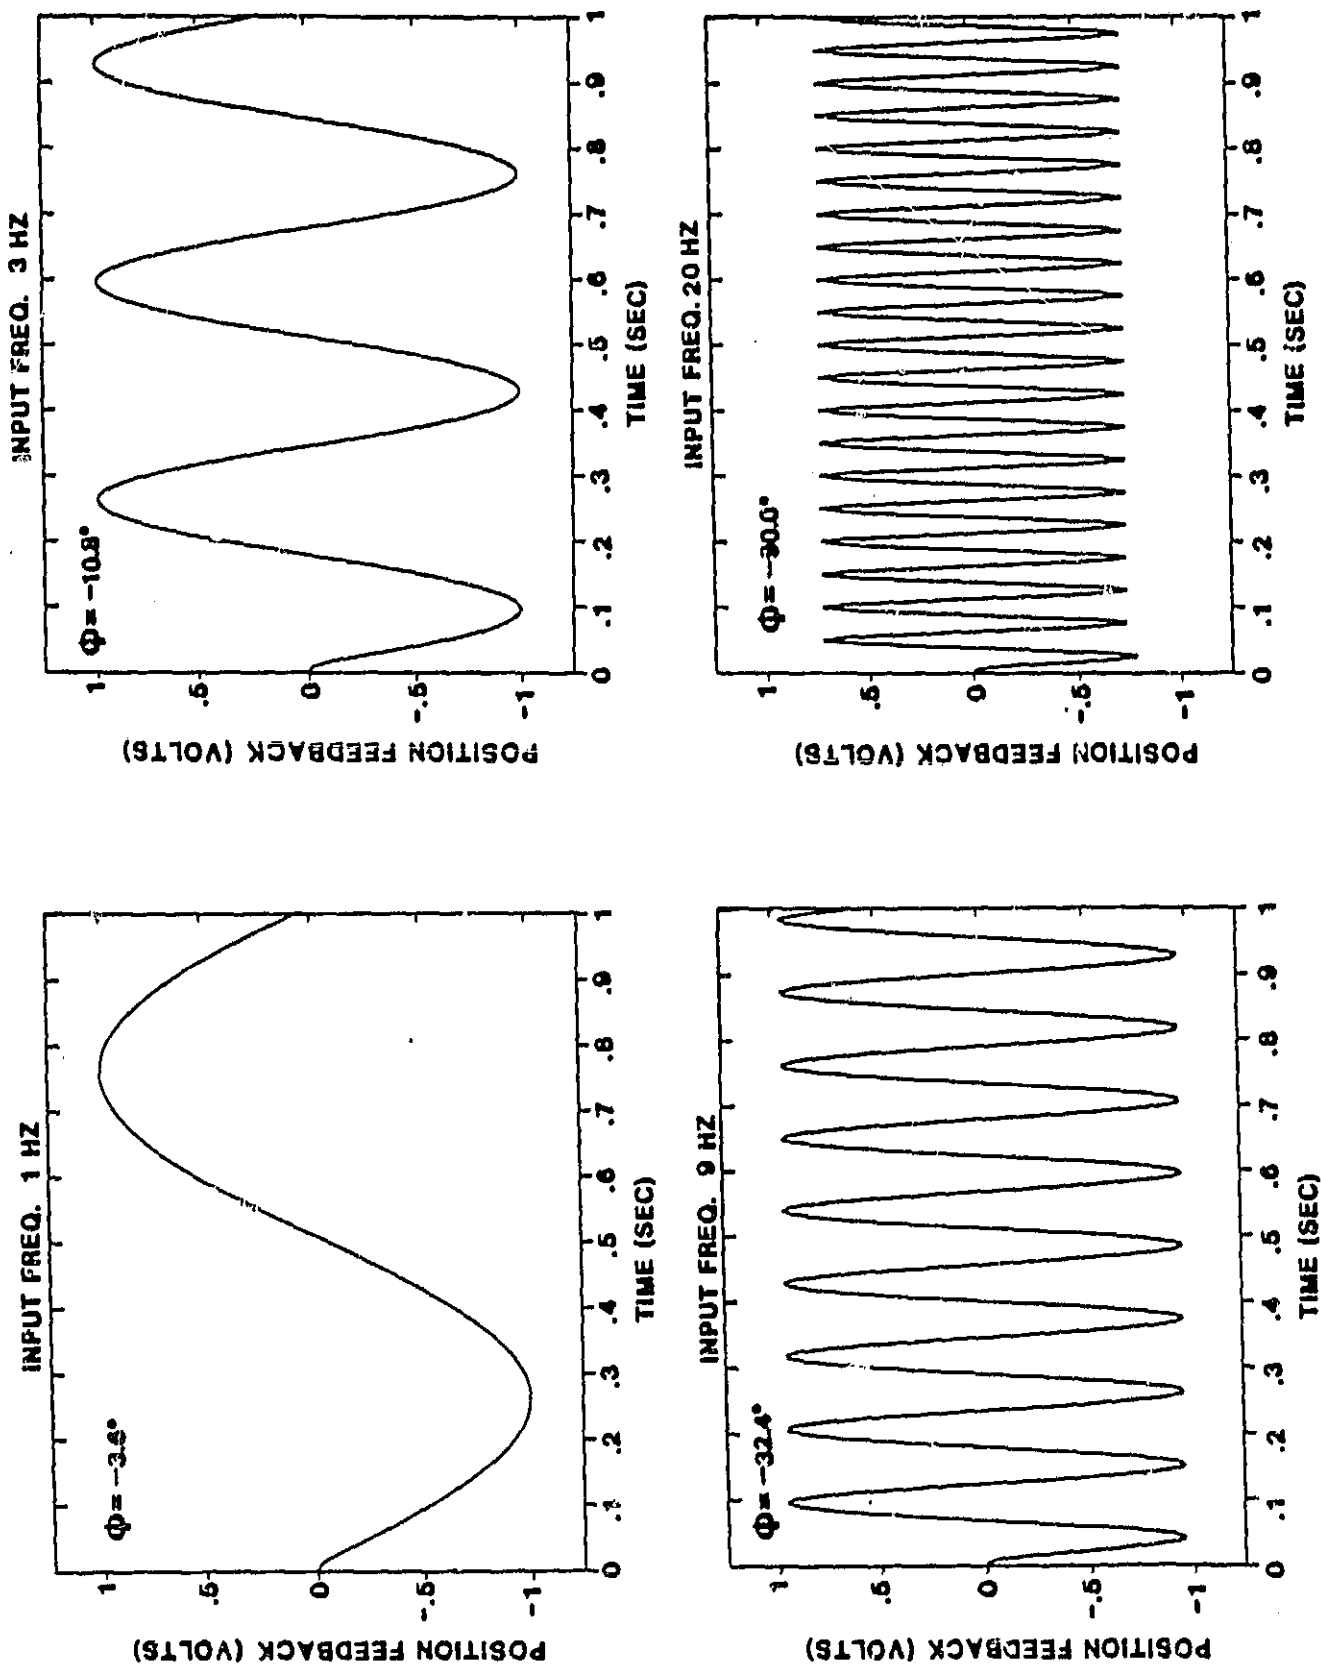 INPUT FREQ. 1 HZ
Φ= −3.6°
POSITION FEEDBACK (VOLTS)
1
.5
0
-.5
-1
0 .1 .2 .3 .4 .5 .6 .7 .8 .9 1
TIME (SEC)
INPUT FREQ. 3 HZ
Φ= −10.8°
POSITION FEEDBACK (VOLTS)
1
.5
0
-.5
-1
0 .1 .2 .3 .4 .5 .6 .7 .8 .9 1
TIME (SEC)
INPUT FREQ. 9 HZ
Φ= −32.4°
POSITION FEEDBACK (VOLTS)
1
.5
0
-.5
-1
0 .1 .2 .3 .4 .5 .6 .7 .8 .9 1
TIME (SEC)
INPUT FREQ. 20 HZ
Φ= −90.0°
POSITION FEEDBACK (VOLTS)
1
.5
0
-.5
-1
0 .1 .2 .3 .4 .5 .6 .7 .8 .9 1
TIME (SEC)